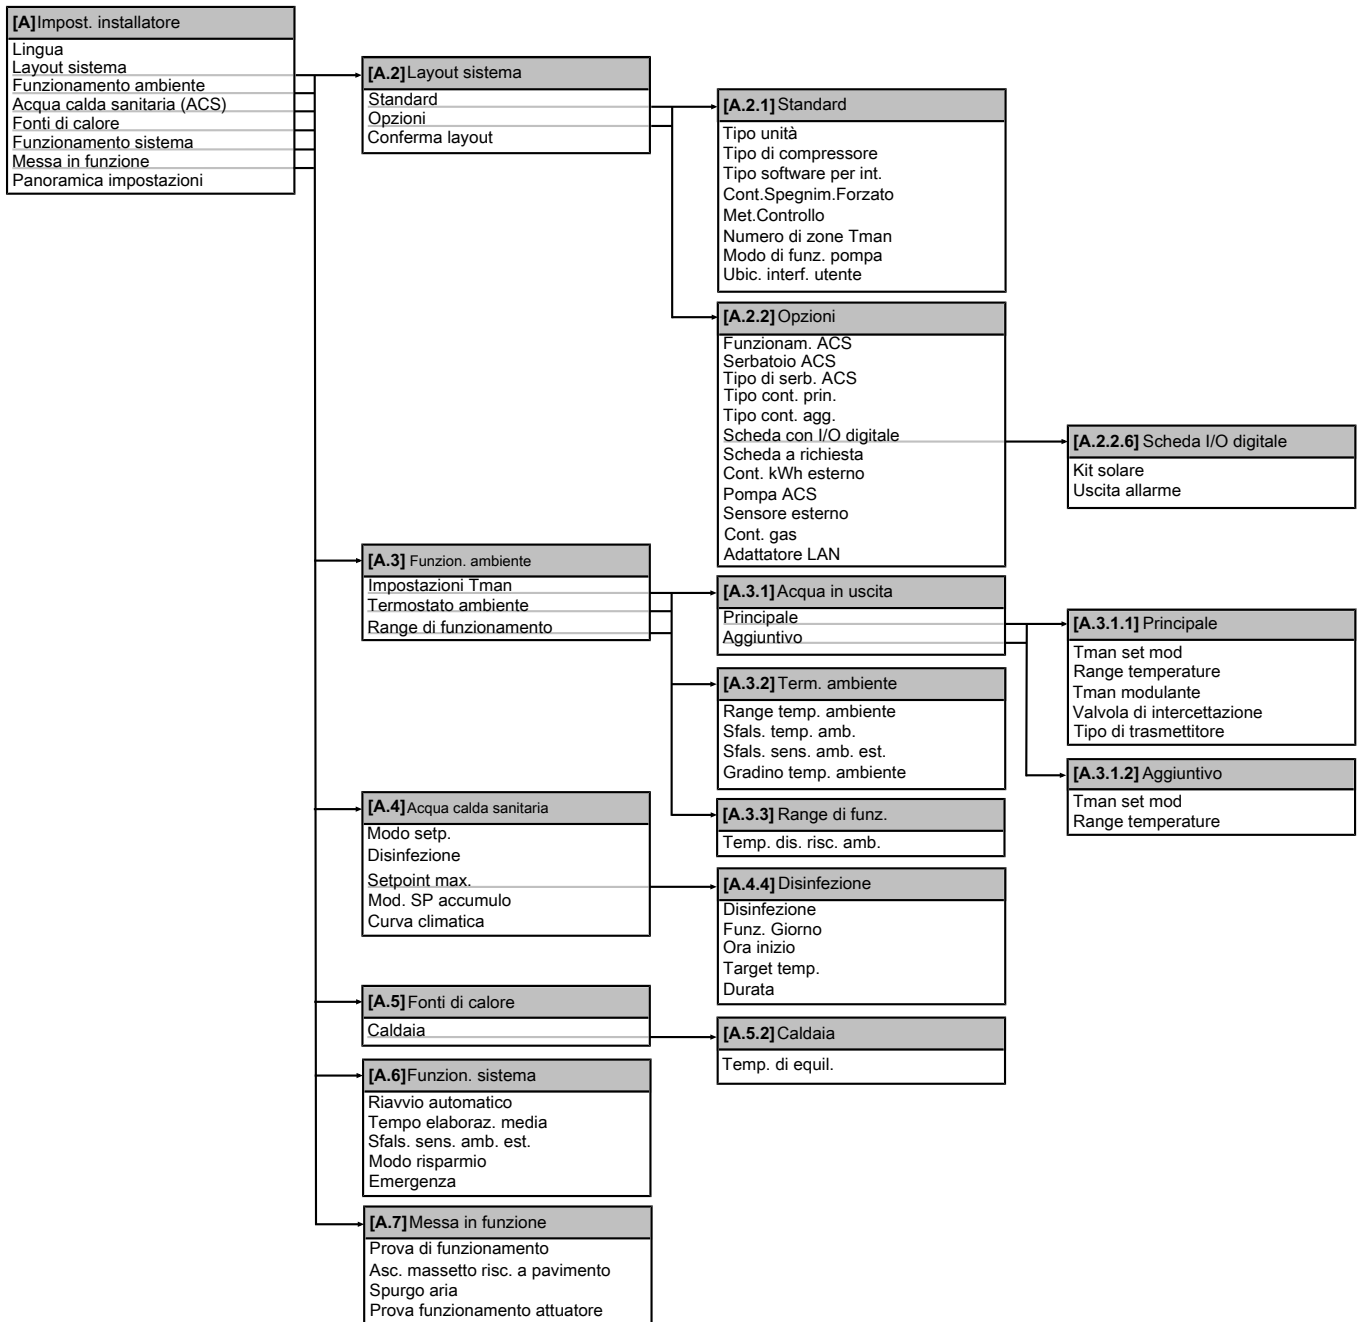 [A]Impost. installatore
Lingua
Layout sistema
Funzionamento ambiente
Acqua calda sanitaria (ACS)
Fonti di calore
Funzionamento sistema
Messa in funzione
Panoramica impostazioni
[A.2]Layout sistema
Standard
Opzioni
Conferma layout
[A.2.1] Standard
Tipo unità
Tipo di compressore
Tipo software per int.
Cont.Spegnim.Forzato
Met.Controllo
Numero di zone Tman
Modo di funz. pompa
Ubic. interf. utente
[A.2.2] Opzioni
Funzionam. ACS
Serbatoio ACS
Tipo di serb. ACS
Tipo cont. prin.
Tipo cont. agg.
Scheda con I/O digitale
Scheda a richiesta
Cont. kWh esterno
Pompa ACS
Sensore esterno
Cont. gas
Adattatore LAN
[A.2.2.6] Scheda I/O digitale
Kit solare
Uscita allarme
[A.3] Funzion. ambiente
Impostazioni Tman
Termostato ambiente
Range di funzionamento
[A.3.1] Acqua in uscita
Principale
Aggiuntivo
[A.3.1.1] Principale
Tman set mod
Range temperature
Tman modulante
Valvola di intercettazione
Tipo di trasmettitore
[A.3.1.2] Aggiuntivo
Tman set mod
Range temperature
[A.3.2] Term. ambiente
Range temp. ambiente
Sfals. temp. amb.
Sfals. sens. amb. est.
Gradino temp. ambiente
[A.3.3] Range di funz.
Temp. dis. risc. amb.
[A.4] Acqua calda sanitaria
Modo setp.
Disinfezione
Setpoint max.
Mod. SP accumulo
Curva climatica
[A.4.4] Disinfezione
Disinfezione
Funz. Giorno
Ora inizio
Target temp.
Durata
[A.5] Fonti di calore
Caldaia
[A.5.2] Caldaia
Temp. di equil.
[A.6]Funzion. sistema
Riavvio automatico
Tempo elaboraz. media
Sfals. sens. amb. est.
Modo risparmio
Emergenza
[A.7]Messa in funzione
Prova di funzionamento
Asc. massetto risc. a pavimento
Spurgo aria
Prova funzionamento attuatore